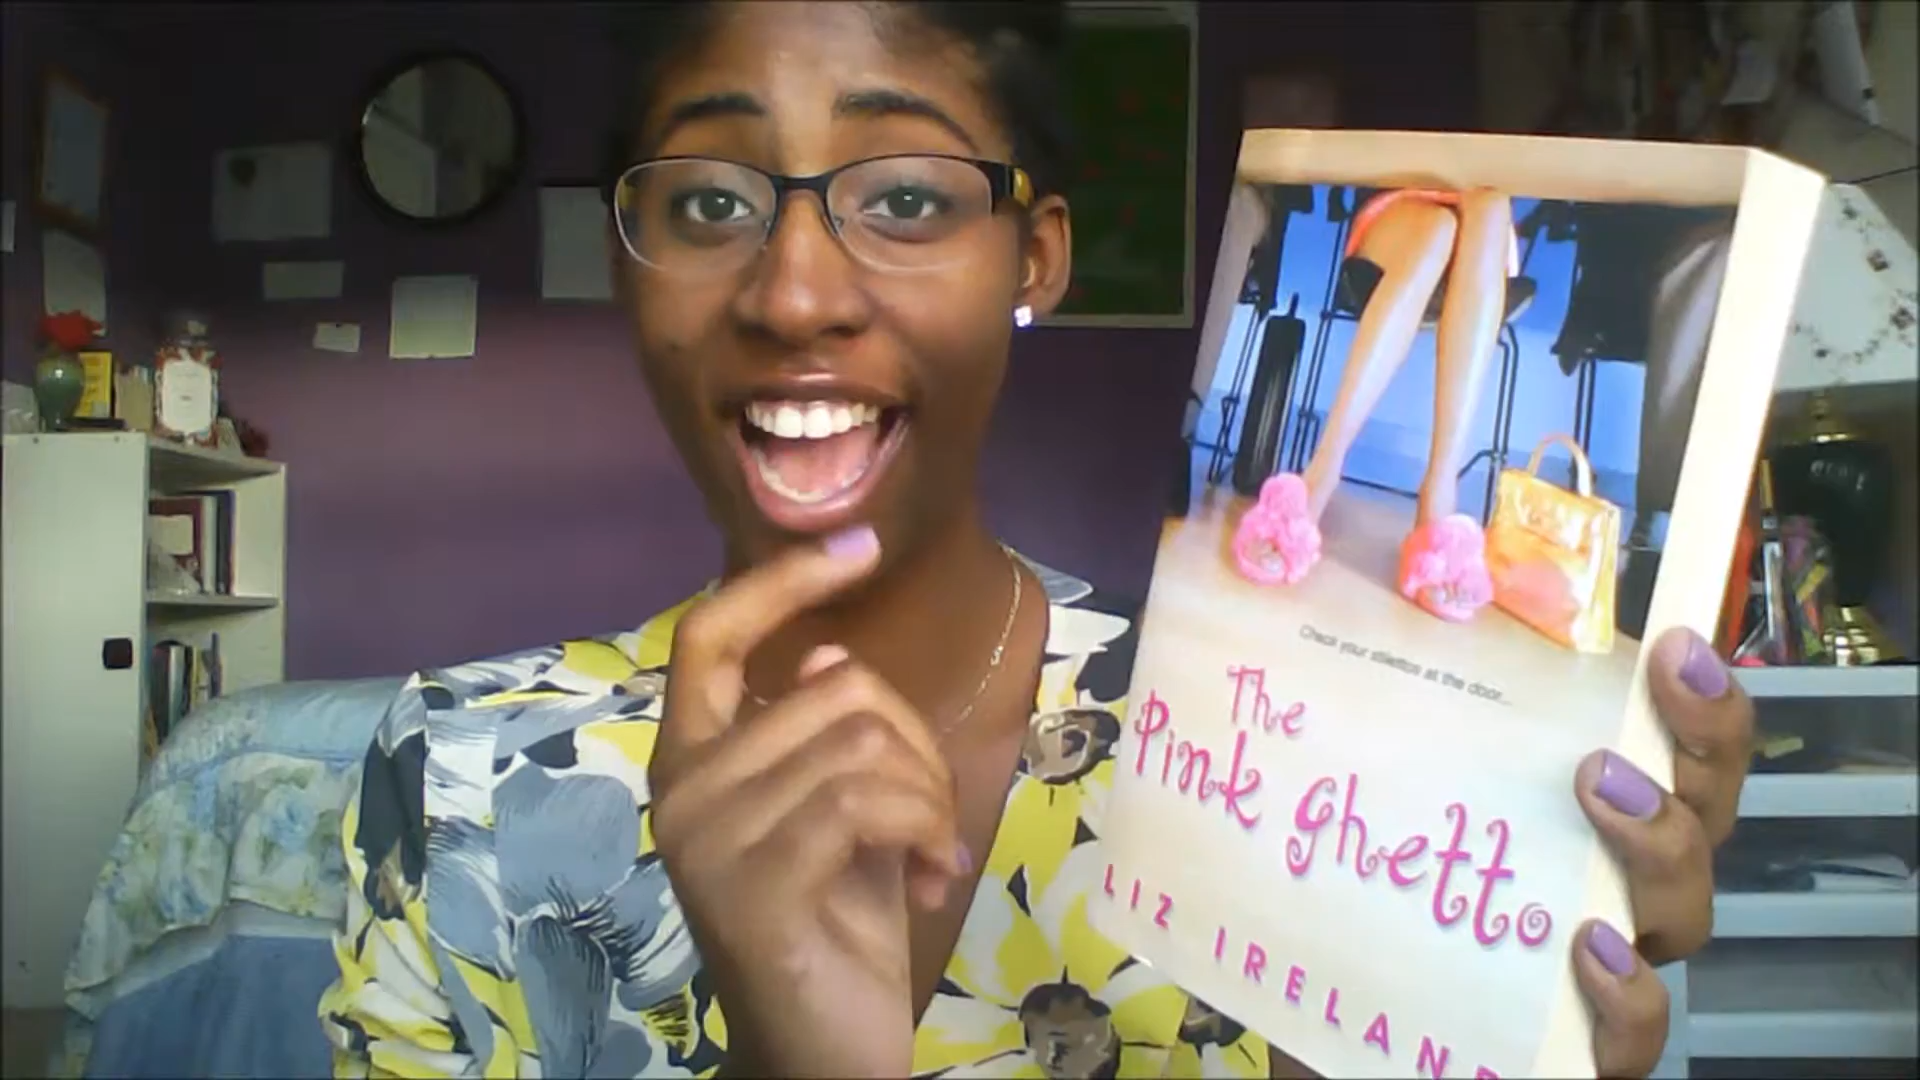 Check your stilettos at the door...
The
Pink Ghetto
LIZ IRELAN